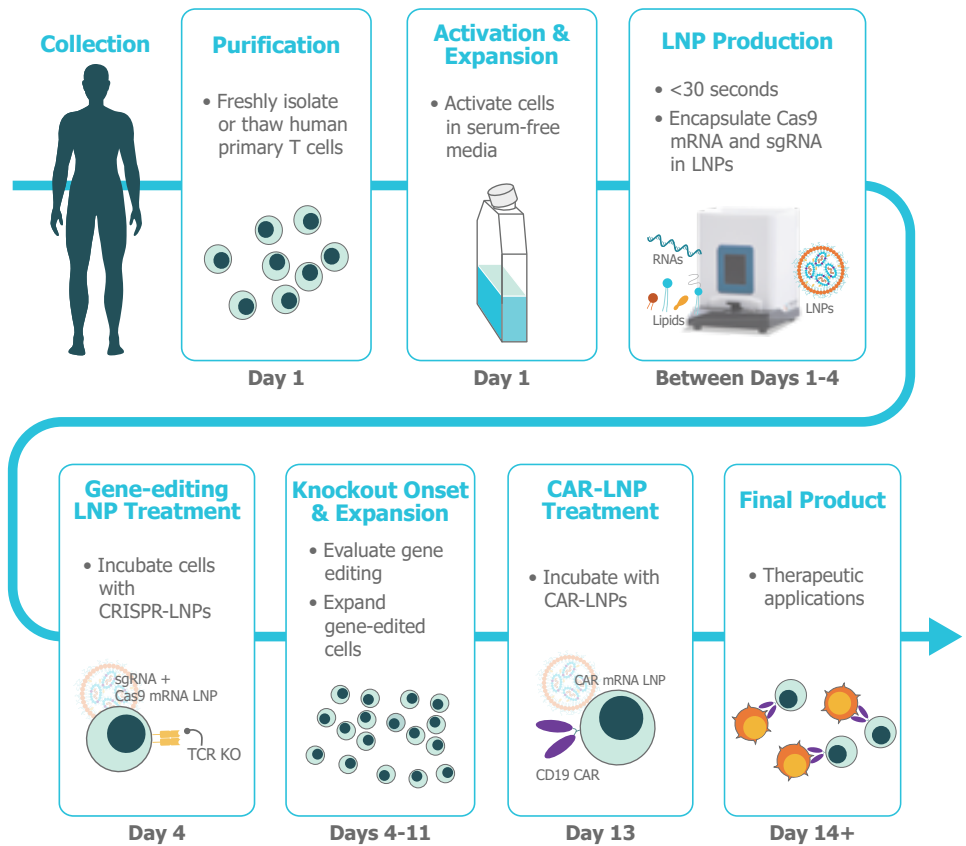 Collection
Purification
• Freshly isolate
or thaw human
primary T cells
Day 1
Activation &
Expansion
• Activate cells
in serum-free
media
Day 1
LNP Production
• <30 seconds
• Encapsulate Cas9
mRNA and sgRNA
in LNPs
RNAs
Lipids
LNPs
Between Days 1-4
Gene-editing
LNP Treatment
• Incubate cells
with
CRISPR-LNPs
sgRNA +
Cas9 mRNA LNP
TCR KO
Day 4
Knockout Onset
& Expansion
• Evaluate gene
editing
• Expand
gene-edited
cells
Days 4-11
CAR-LNP
Treatment
• Incubate with
CAR-LNPs
CAR mRNA LNP
CD19 CAR
Day 13
Final Product
• Therapeutic
applications
Day 14+